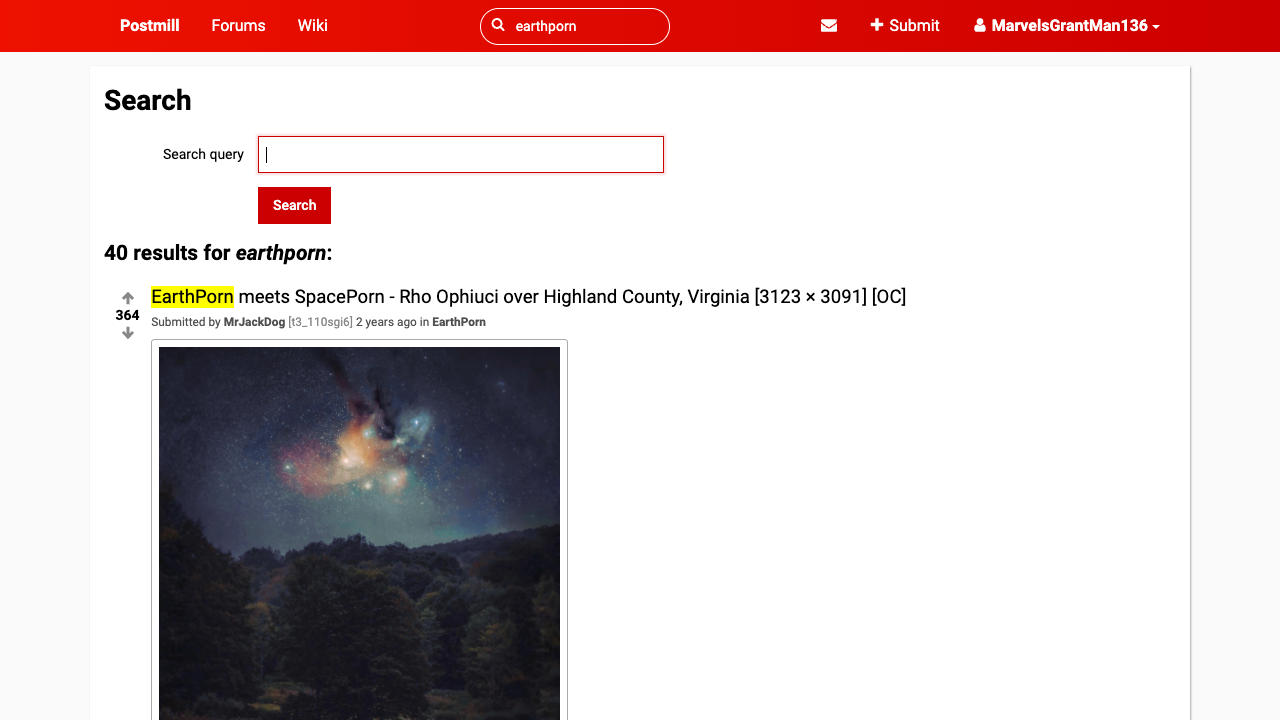 Postmill Forums Wiki earthporn Submit MarvelsGrantMan136
Search
Search query
Search
40 results for earthporn:
EarthPorn meets SpacePorn - Rho Ophiuci over Highland County, Virginia [3123 × 3091] [OC]
364
Submitted by MrJackDog [t3_110sgi6] 2 years ago in EarthPorn